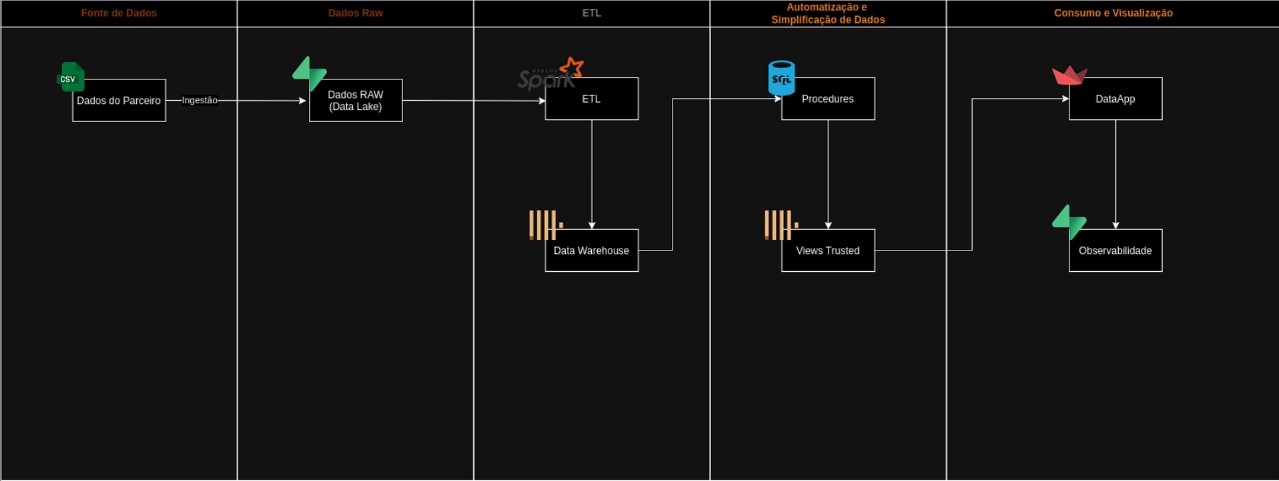 Fonte de Dados
Dados Raw
ETL
Automatização e
Simplificação de Dados
Consumo e Visualização
CSV
Dados do Parceiro
Ingestão
Dados RAW
(Data Lake)
APACHE
Spark
ETL
SQL
Procedures
DataApp
Data Warehouse
Views Trusted
Observabilidade